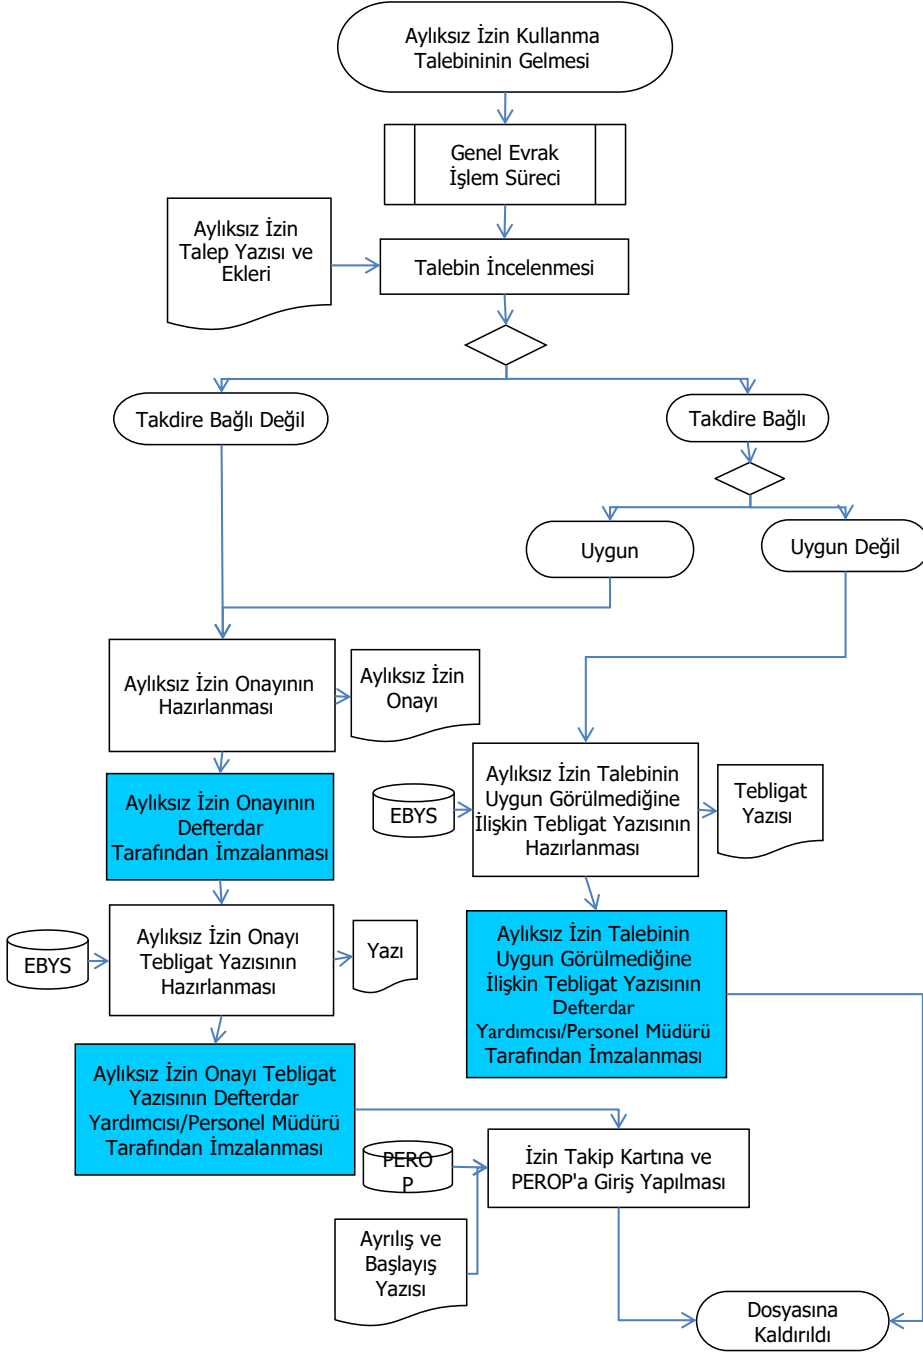 Aylıksız İzin Kullanma
Talebininin Gelmesi
Genel Evrak
İşlem Süreci
Aylıksız İzin
Talep Yazısı ve
Ekleri
Talebin İncelenmesi
Takdire Bağlı Değil
Takdire Bağlı
Uygun
Uygun Değil
Aylıksız İzin Onayının
Hazırlanması
Aylıksız İzin
Onayı
Aylıksız İzin Onayının
Defterdar
Tarafından İmzalanması
EBYS
Aylıksız İzin Talebinin
Uygun Görülmediğine
İlişkin Tebligat Yazısının
Hazırlanması
Tebligat
Yazısı
EBYS
Aylıksız İzin Onayı
Tebligat Yazısının
Hazırlanması
Yazı
Aylıksız İzin Talebinin
Uygun Görülmediğine
İlişkin Tebligat Yazısının
Defterdar
Yardımcısı/Personel Müdürü
Tarafından İmzalanması
Aylıksız İzin Onayı Tebligat
Yazısının Defterdar
Yardımcısı/Personel Müdürü
Tarafından İmzalanması
PERO
P
İzin Takip Kartına ve
PEROP'a Giriş Yapılması
Ayrılış ve
Başlayış
Yazısı
Dosyasına
Kaldırıldı